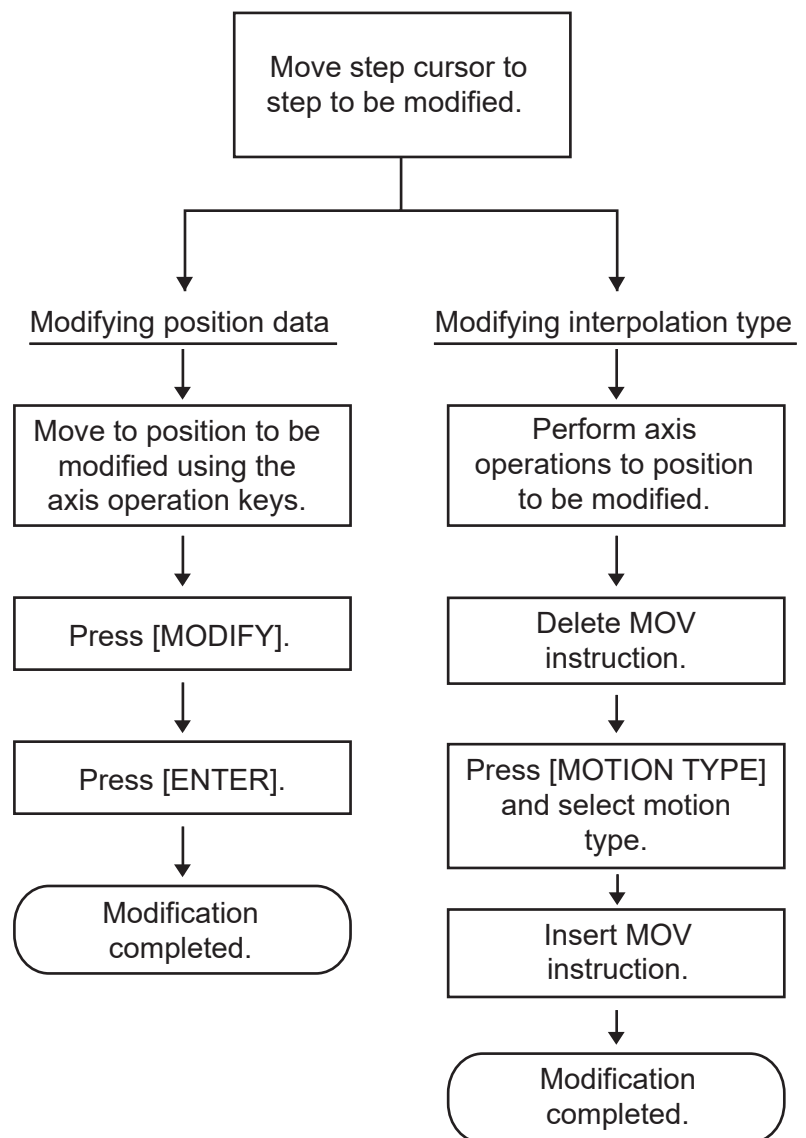 Move step cursor to
step to be modified.
Modifying position data
Move to position to be
modified using the
axis operation keys.
Press [MODIFY].
Press [ENTER].
Modification
completed.
Modifying interpolation type
Perform axis
operations to position
to be modified.
Delete MOV
instruction.
Press [MOTION TYPE]
and select motion
type.
Insert MOV
instruction.
Modification
completed.